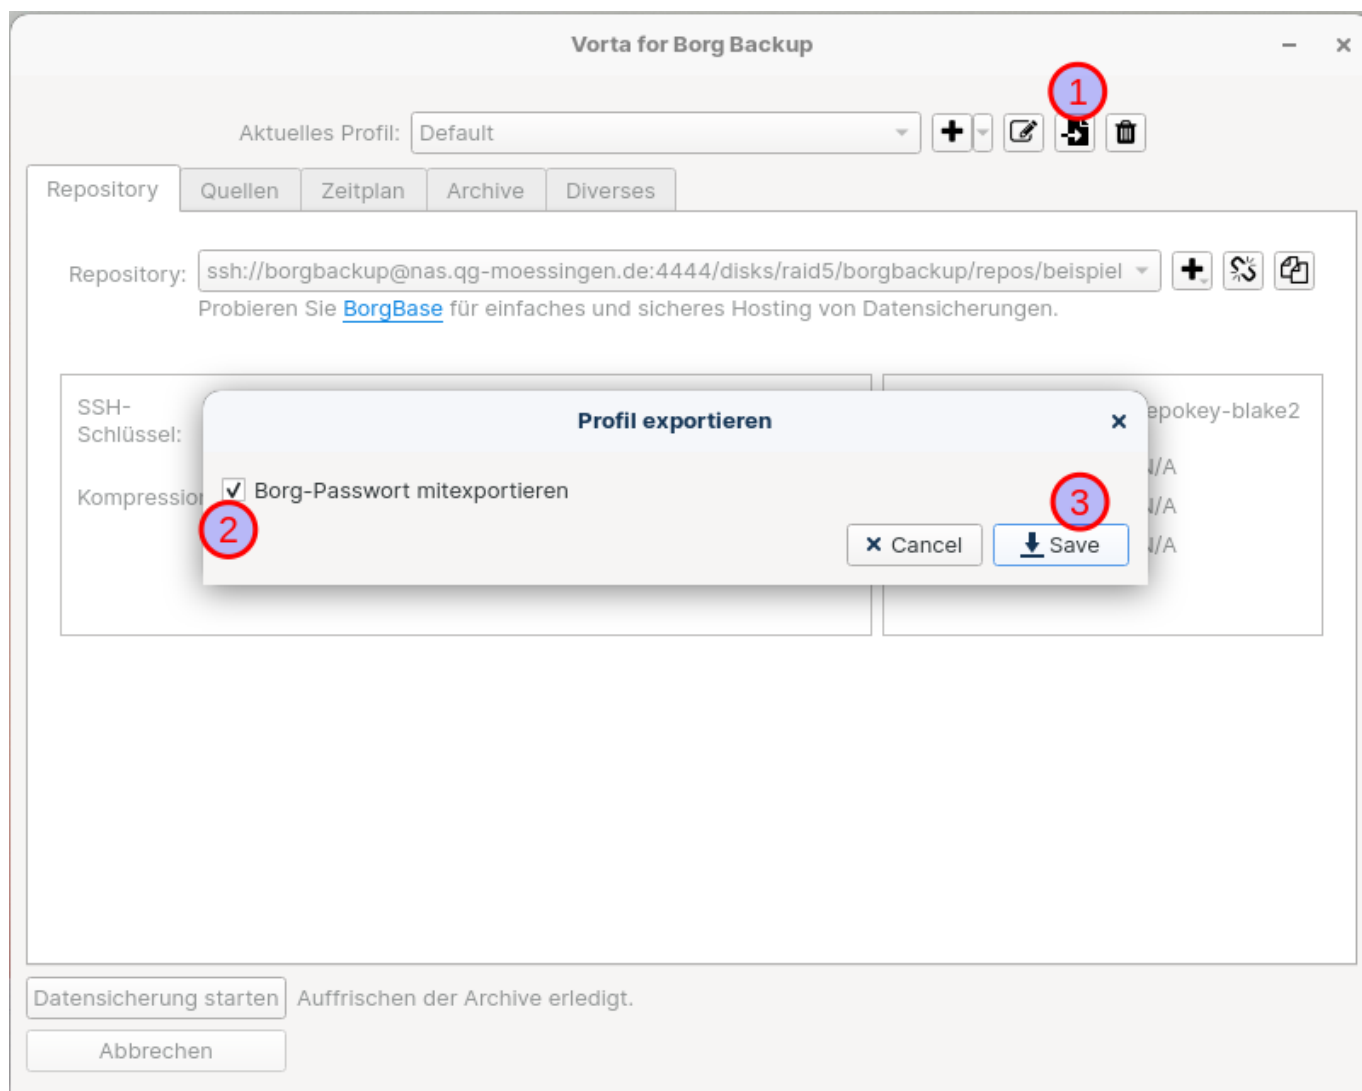 Vorta for Borg Backup
1
Aktuelles Profil: Default
Repository Quellen Zeitplan Archive Diverses
Repository: ssh://borgbackup@nas.qg-moessingen.de:4444/disks/raid5/borgbackup/repos/beispiel
Probieren Sie BorgBase für einfaches und sicheres Hosting von Datensicherungen.
SSH-
Schlüssel:
epokey-blake2
Profil exportieren
N/A
Kompression
Borg-Passwort mitexportieren
2
3
N/A
Cancel Save
N/A
Datensicherung starten Auffrischen der Archive erledigt.
Abbrechen